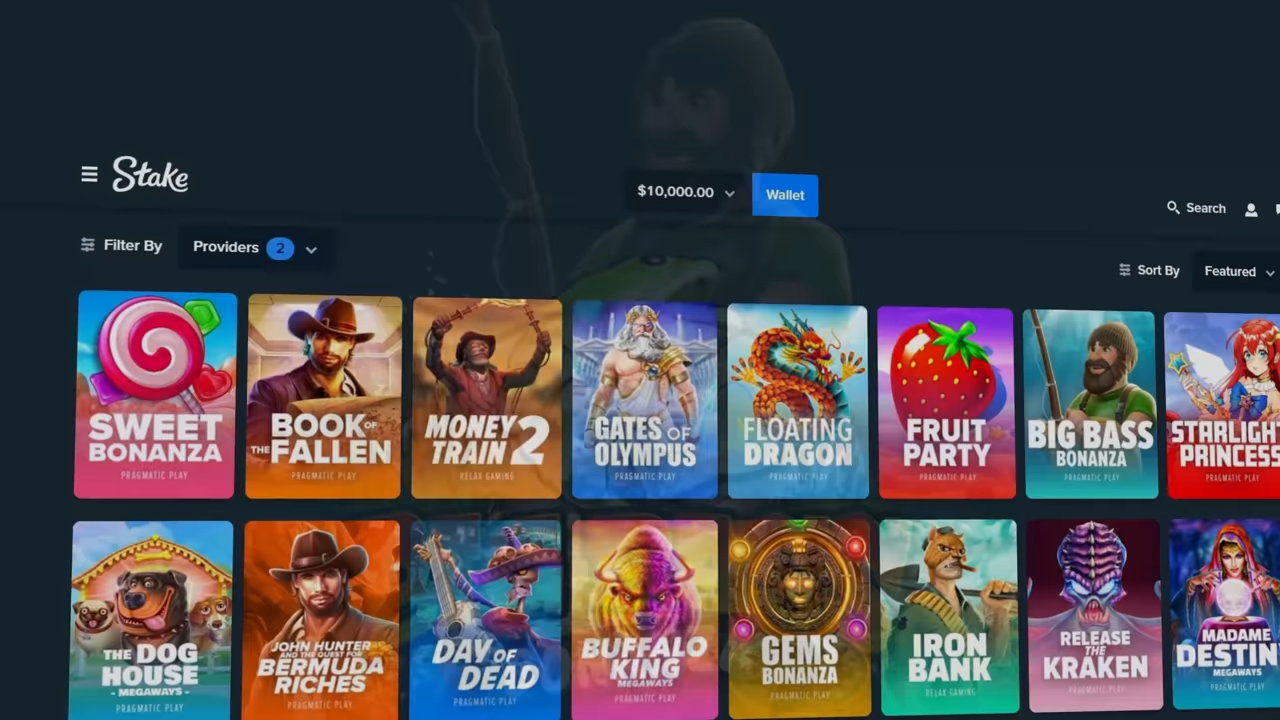 Stake
$10,000.00
Wallet
Search
Filter By
Providers 2
Sort By
Featured
SWEET
BONANZA
PRAGMATIC PLAY
BOOK OF
THE FALLEN
PRAGMATIC PLAY
MONEY
TRAIN 2
RELAX GAMING
GATES OF
OLYMPUS
PRAGMATIC PLAY
FLOATING
DRAGON
PRAGMATIC PLAY
FRUIT
PARTY
PRAGMATIC PLAY
BIG BASS
BONANZA
PRAGMATIC PLAY
STARLIGHT
PRINCESS
PRAGMATIC PLAY
THE DOG
HOUSE
- MEGAWAYS -
PRAGMATIC PLAY
JOHN HUNTER
AND THE QUEST FOR
BERMUDA
RICHES
PRAGMATIC PLAY
DAY OF
DEAD
PRAGMATIC PLAY
BUFFALO
KING
MEGAWAYS
PRAGMATIC PLAY
GEMS
BONANZA
PRAGMATIC PLAY
IRON
BANK
RELAX GAMING
RELEASE
THE
KRAKEN
PRAGMATIC PLAY
MADAME
DESTINY
MEGAWAYS
PRAGMATIC PLAY